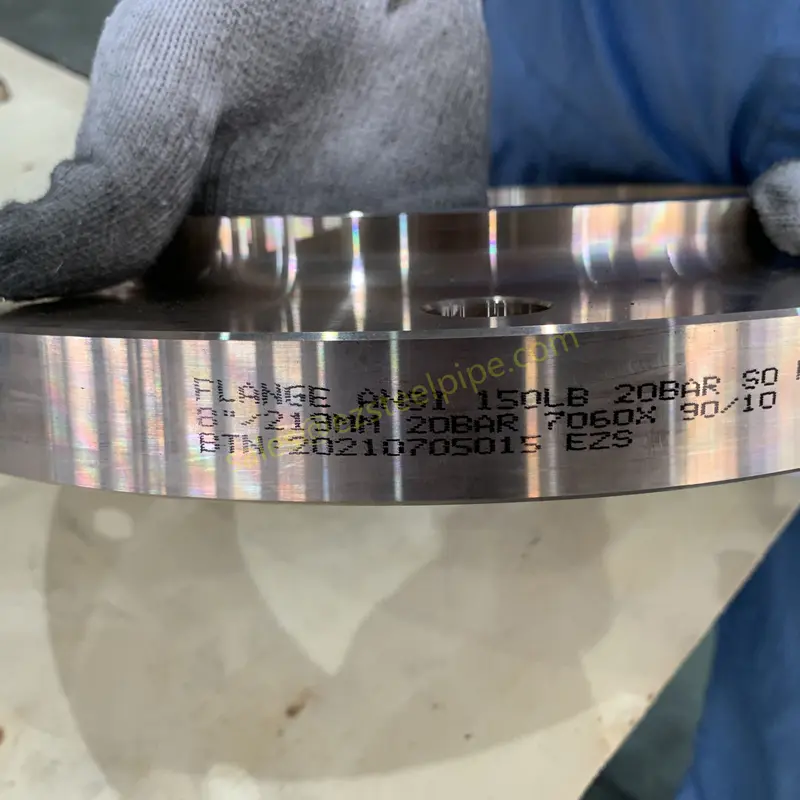 FLANGE ANSI 150LB 20BAR SO
8"/219MM 20BAR 7060X 90/10
BTN 20210705015 EZS